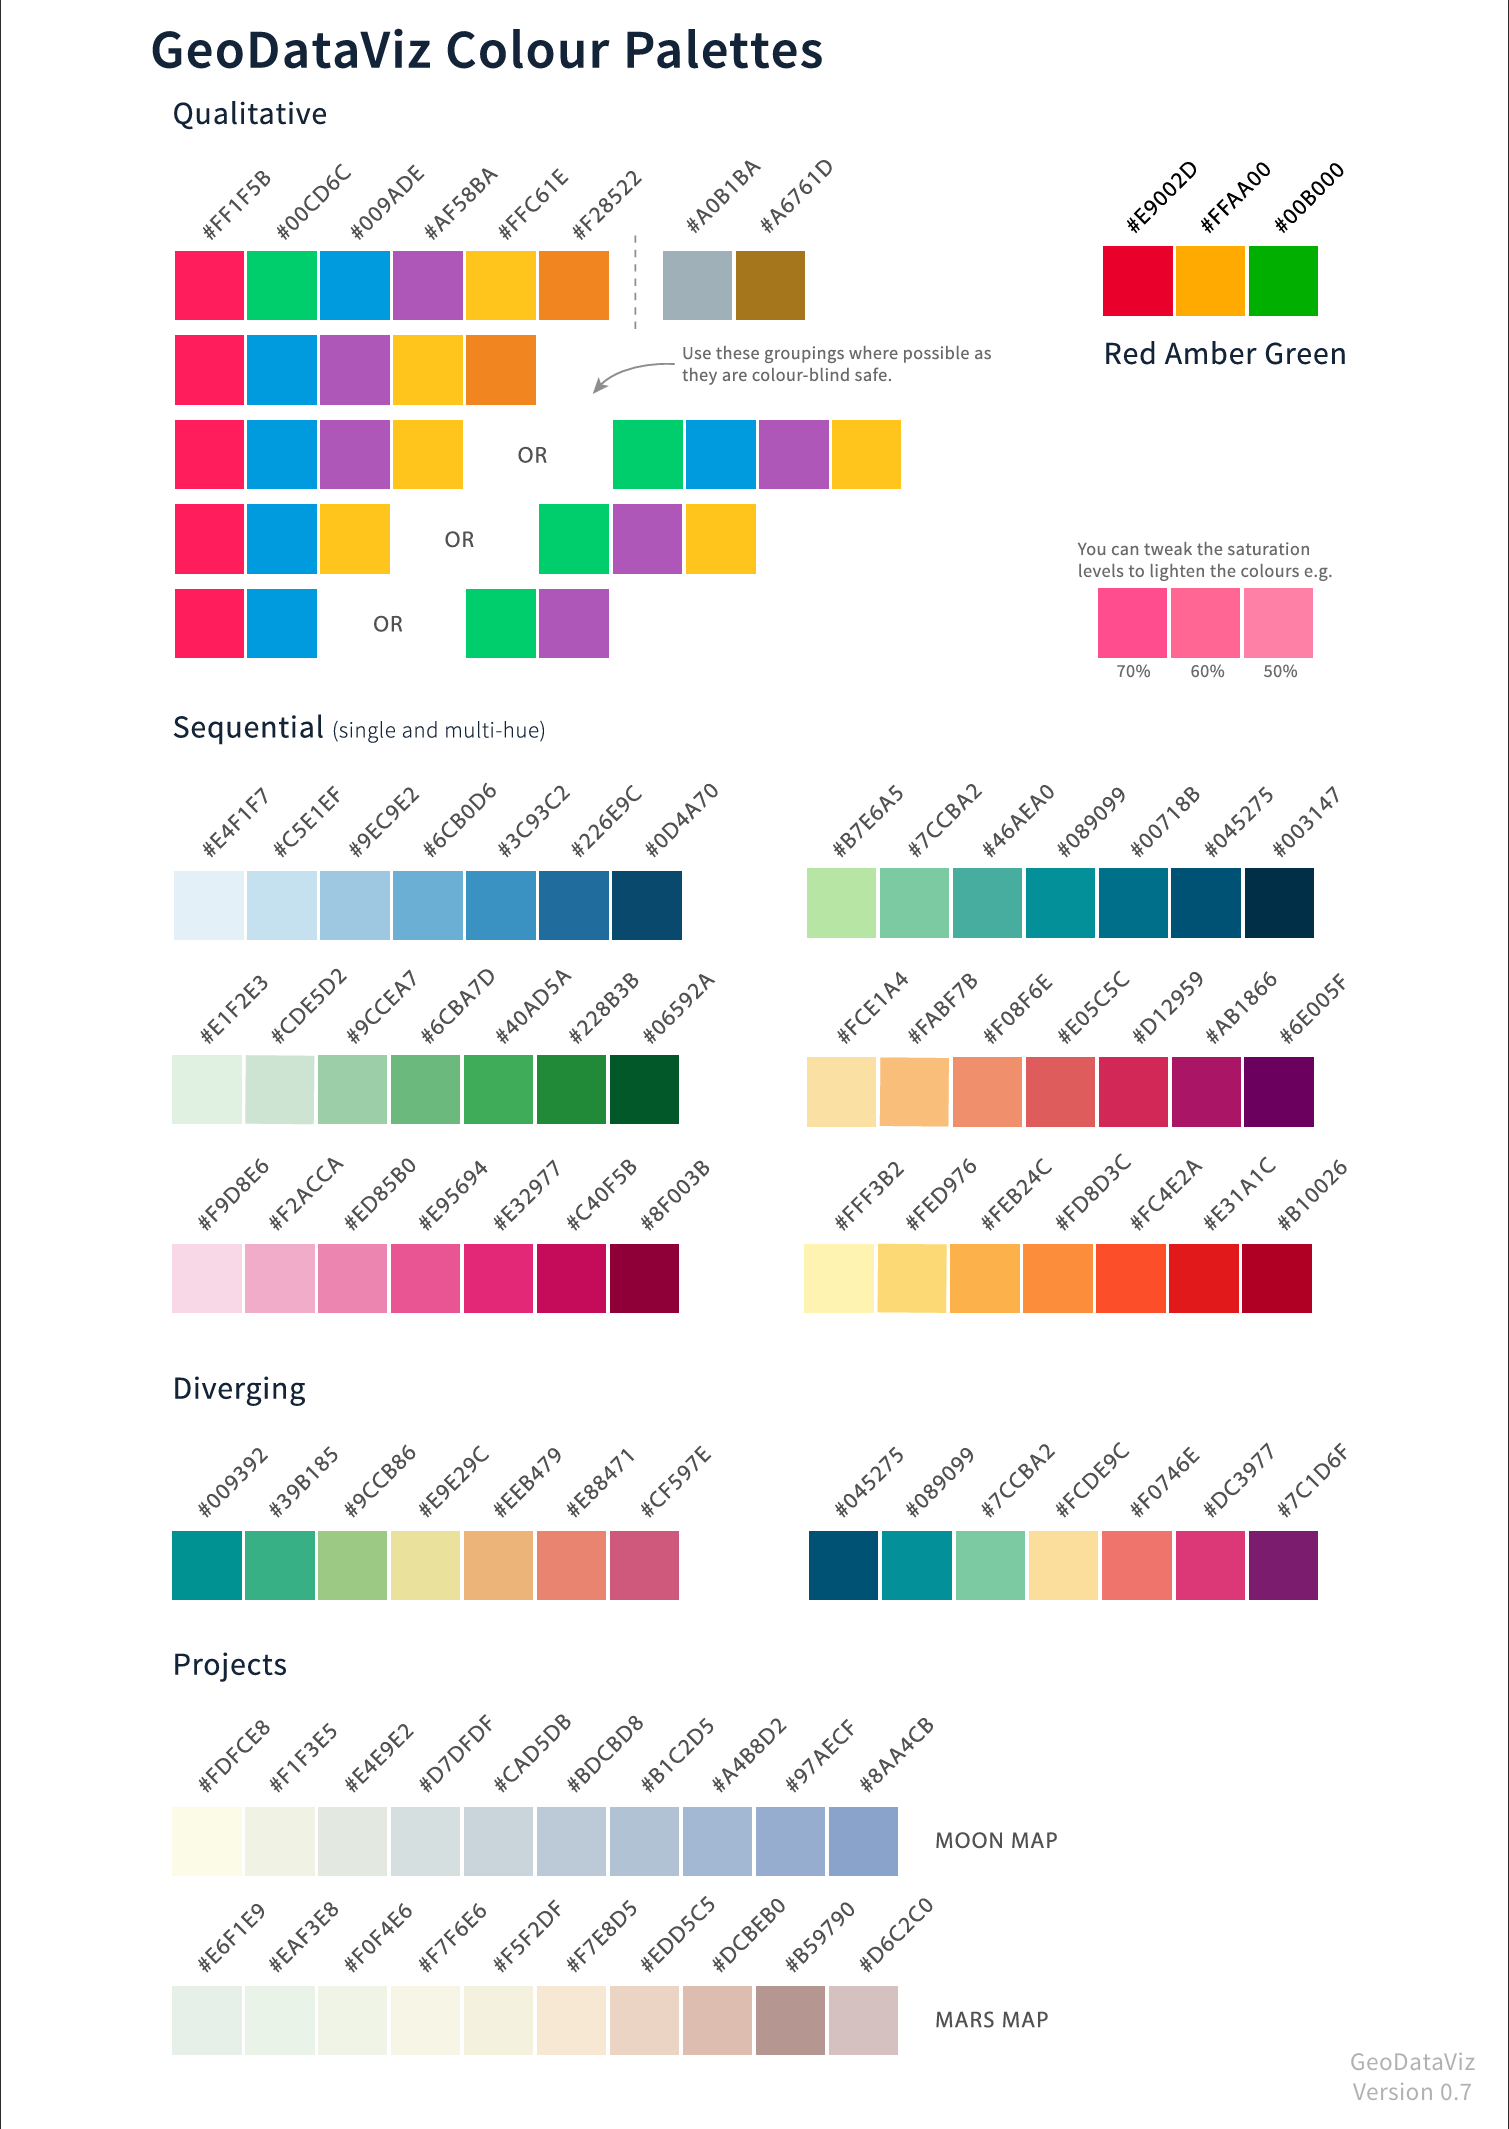 GeoDataViz Colour Palettes
Qualitative
#FF1F5B #00CD6C #009ADE #AF58BA #FFC61E #F28522 #A0B1BA #A6761D
#E9002D #FFAA00 #00B000
Red Amber Green
Use these groupings where possible as
they are colour-blind safe.
OR
OR
OR
You can tweak the saturation
levels to lighten the colours e.g.
70% 60% 50%
Sequential (single and multi-hue)
#E4F1F7 #C5E1EF #9EC9E2 #6CB0D6 #3C93C2 #226E9C #0D4A70
#B7E6A5 #7CCBA2 #46AEA0 #089099 #00718B #045275 #003147
#E1F2E3 #CDE5D2 #9CCEA7 #6CBA7D #40AD5A #228B3B #06592A
#FCE1A4 #FABF7B #F08F6E #E05C5C #D12959 #AB1866 #6E005F
#F9D8E6 #F2ACCA #ED85B0 #E95694 #E32977 #C40F5B #8F003B
#FFF3B2 #FED976 #FEB24C #FD8D3C #FC4E2A #E31A1C #B10026
Diverging
#009392 #39B185 #9CCB86 #E9E29C #EEB479 #E88471 #CF597E
#045275 #089099 #7CCBA2 #FCDE9C #F0746E #DC3977 #7C1D6F
Projects
#FDFCE8 #F1F3E5 #E4E9E2 #D7DFDF #CAD5DB #BDCBD8 #B1C2D5 #A4B8D2 #97AECF #8AA4CB
MOON MAP
#E6F1E9 #EAF3E8 #F0F4E6 #F7F6E6 #F5F2DF #F7E8D5 #EDD5C5 #DCBEB0 #B59790 #D6C2C0
MARS MAP
GeoDataViz
Version 0.7